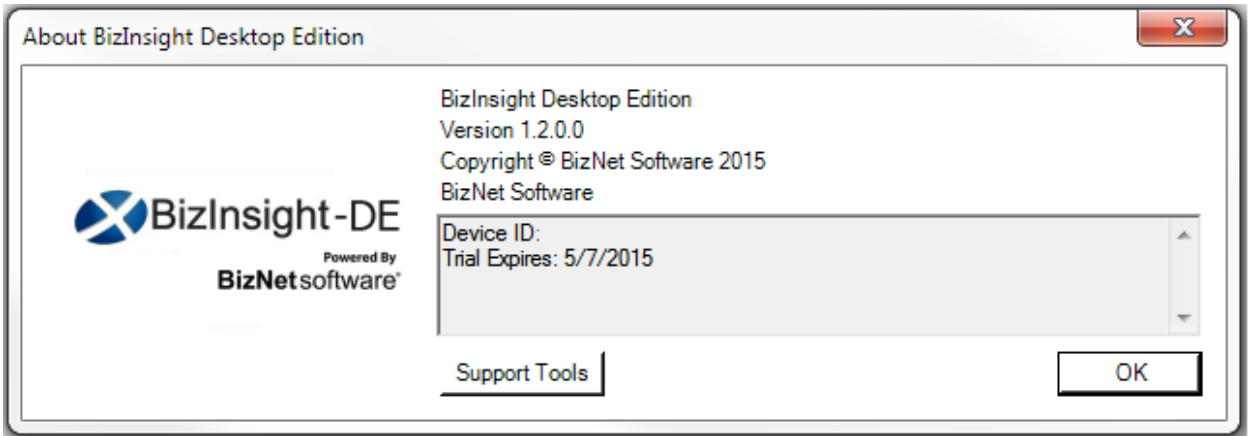 About BizInsight Desktop Edition
BizInsight Desktop Edition
Version 1.2.0.0
Copyright © BizNet Software 2015
BizNet Software
BizInsight-DE
Powered By
BizNetsoftware®
Device ID:
Trial Expires: 5/7/2015
Support Tools
OK